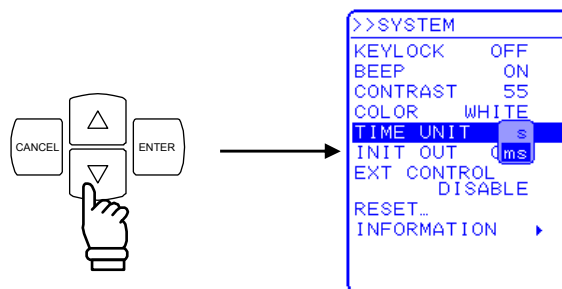 CANCEL
ENTER
>>SYSTEM
KEYLOCK OFF
BEEP ON
CONTRAST 55
COLOR WHITE
TIME UNIT s
INIT OUT ms
EXT CONTROL
DISABLE
RESET…
INFORMATION